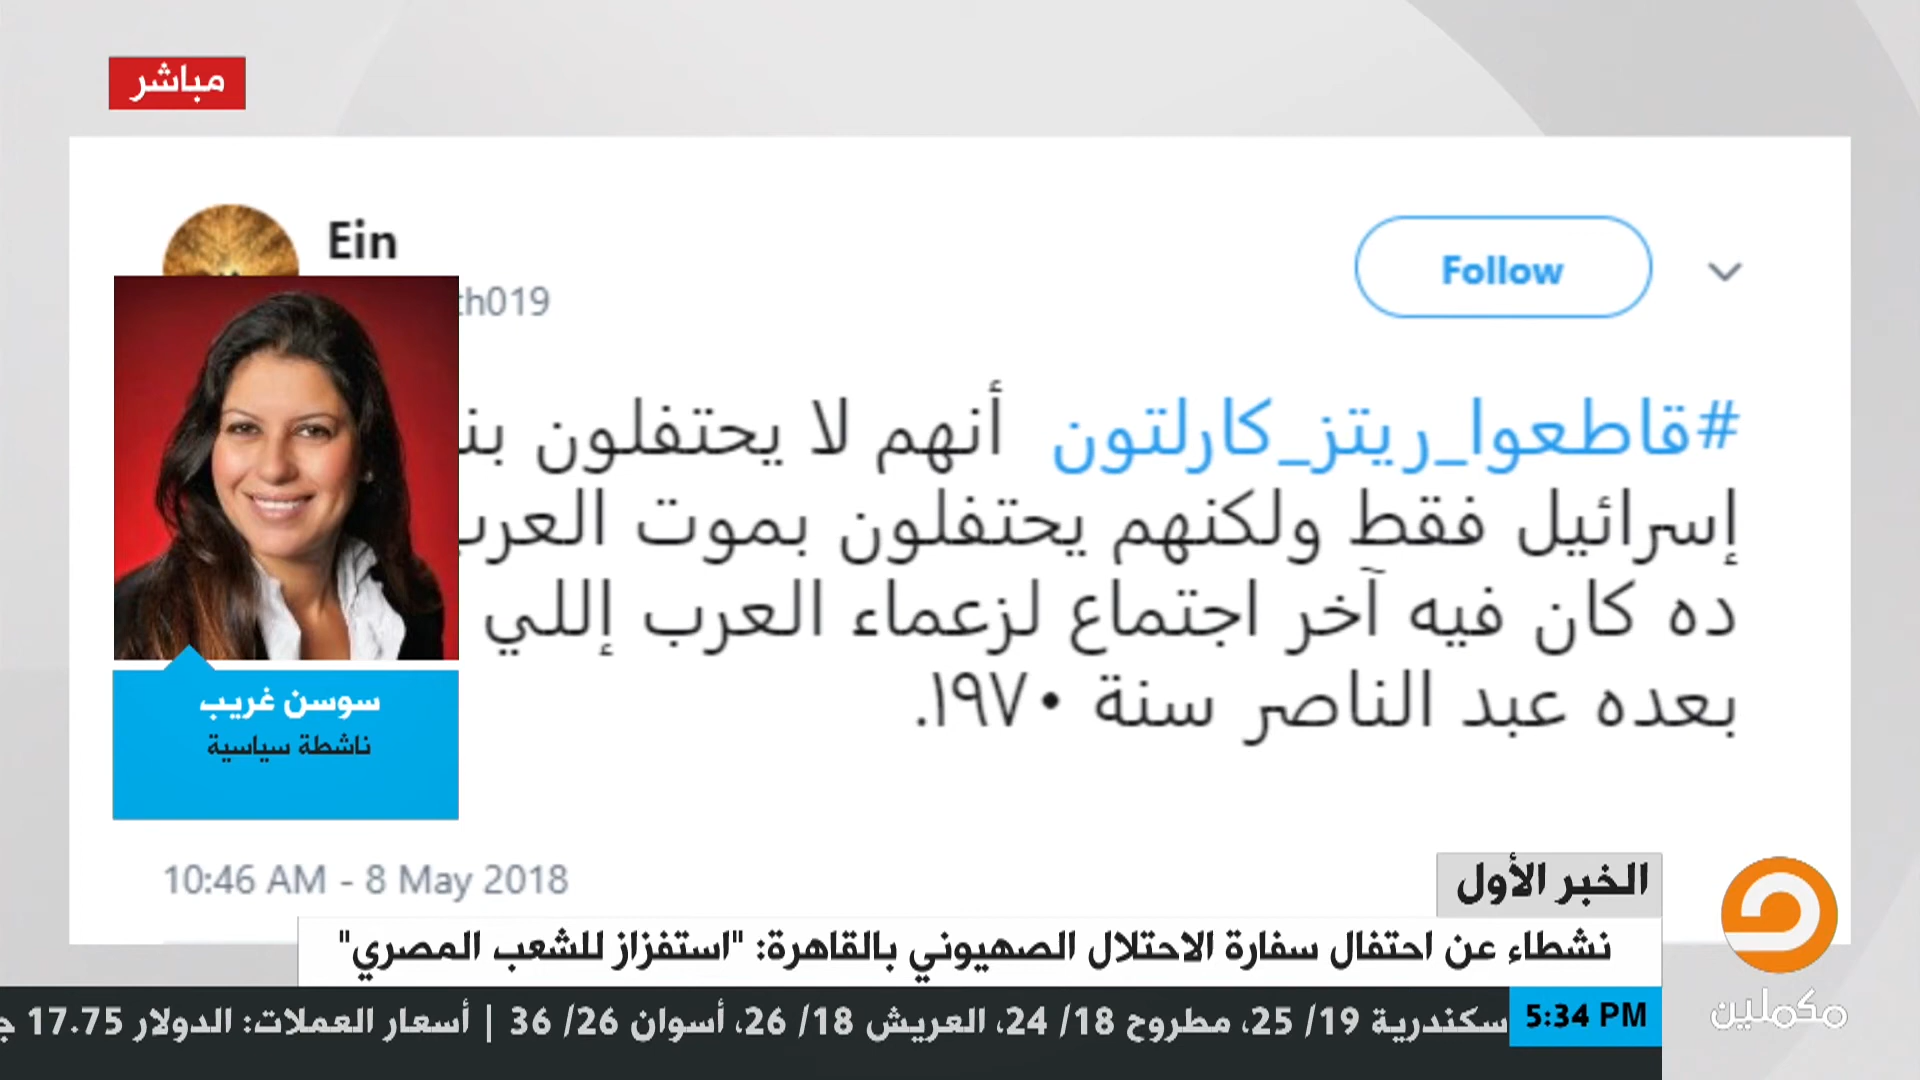 مباشر
Ein
th019
Follow
#قاطعوا_ريتز_كارلتون أنهم لا يحتفلون
إسرائيل فقط ولكنهم يحتفلون بموت
ده كان فيه آخر اجتماع لزعماء العرب إللي
بعده عبد الناصر سنة ١٩٧٠.
سوسن غريب
ناشطة سياسية
10:46 AM - 8 May 2018
الخبر الأول
نشطاء عن احتفال سفارة الاحتلال الصهيوني بالقاهرة: "استفزاز للشعب المصري"
5:34 PM
سكندرية 19/ 25، مطروح 18/ 24، العريش 18/ 26، أسوان 26/ 36 | أسعار العملات: الدولار 17.75
مكملين